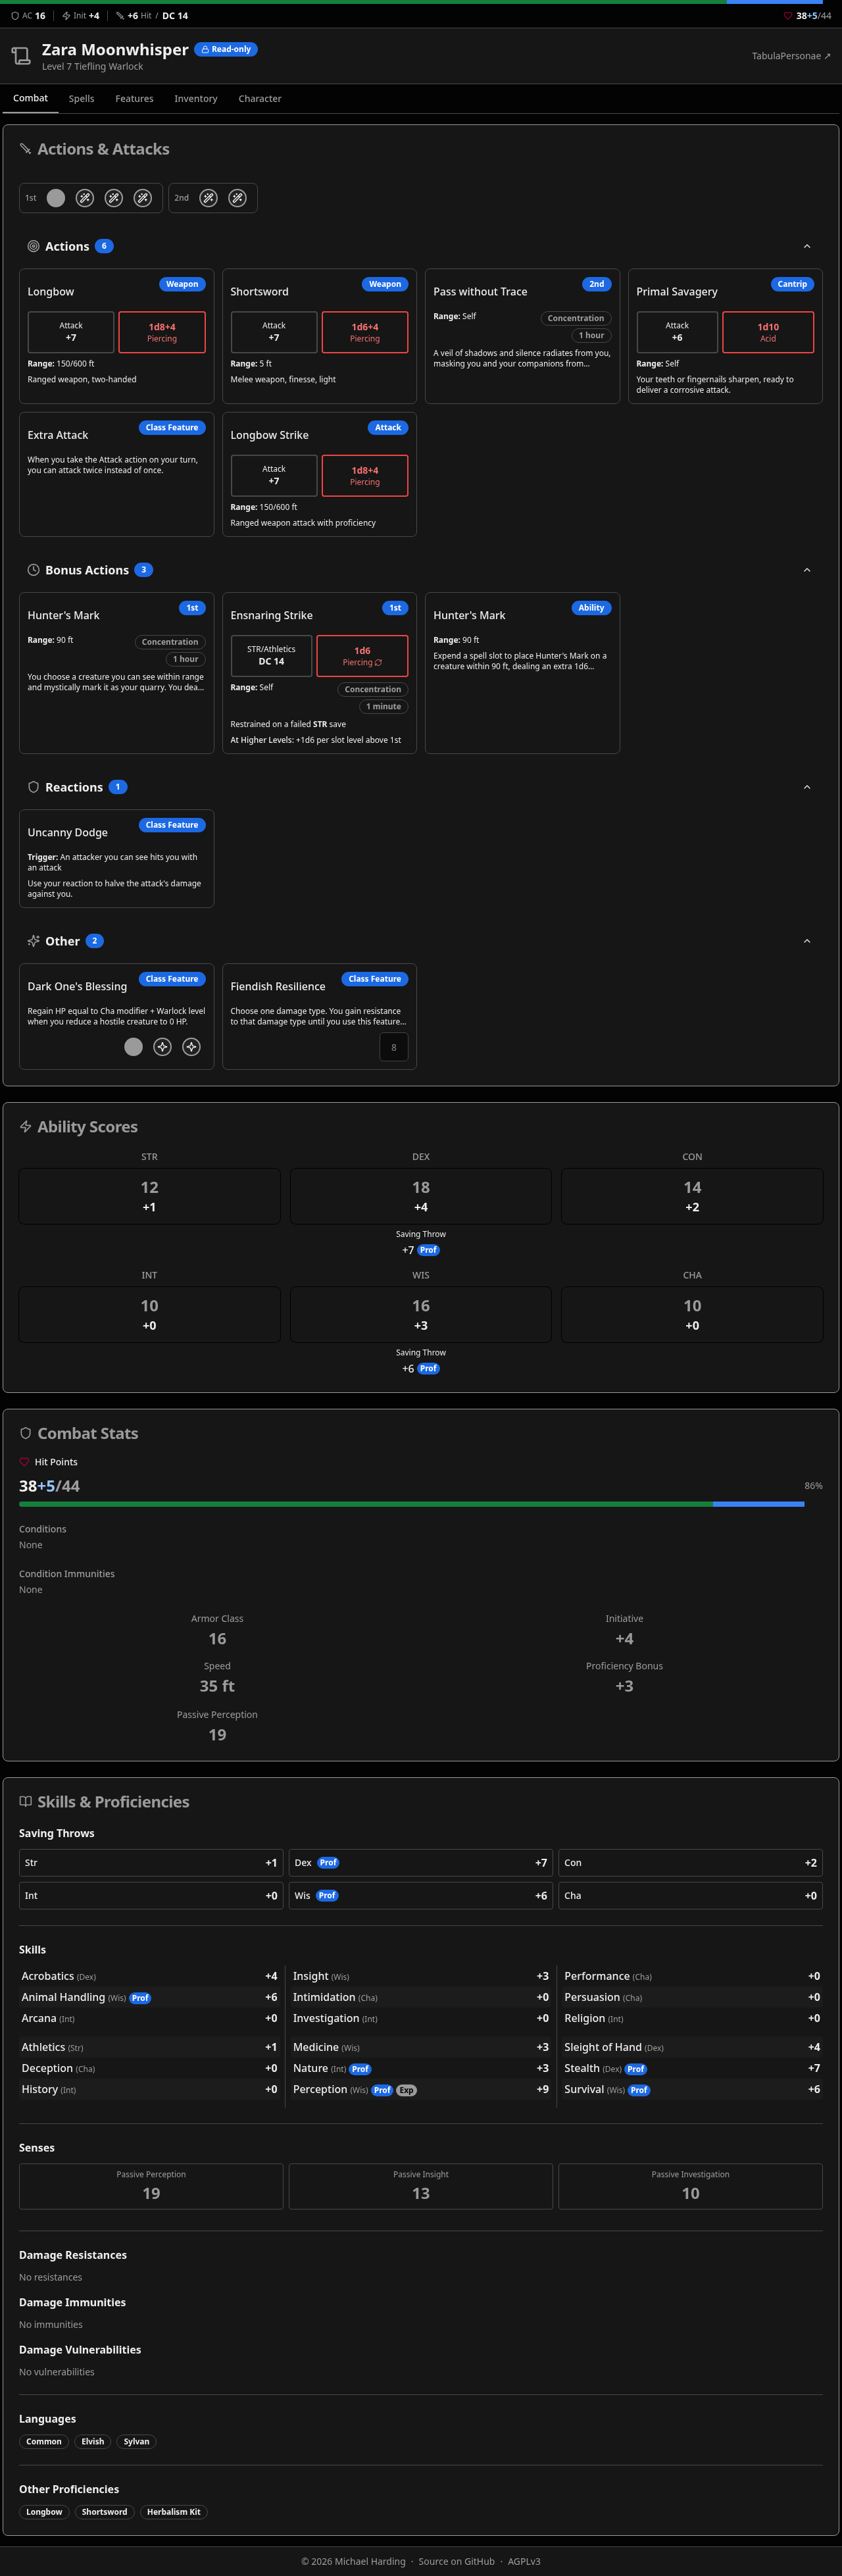 AC 16 Init +4 +6 Hit / DC 14 38+5/44
Zara Moonwhisper Read-only
Level 7 Tiefling Warlock
TabulaPersonae ↗
Combat Spells Features Inventory Character
Actions & Attacks
1st 2nd
Actions 6
Longbow Weapon
Attack
+7
1d8+4
Piercing
Range: 150/600 ft
Ranged weapon, two-handed
Shortsword Weapon
Attack
+7
1d6+4
Piercing
Range: 5 ft
Melee weapon, finesse, light
Pass without Trace 2nd
Range: Self
Concentration
1 hour
A veil of shadows and silence radiates from you,
masking you and your companions from...
Primal Savagery Cantrip
Attack
+6
1d10
Acid
Range: Self
Your teeth or fingernails sharpen, ready to
deliver a corrosive attack.
Extra Attack Class Feature
When you take the Attack action on your turn,
you can attack twice instead of once.
Longbow Strike Attack
Attack
+7
1d8+4
Piercing
Range: 150/600 ft
Ranged weapon attack with proficiency
Bonus Actions 3
Hunter's Mark 1st
Range: 90 ft
Concentration
1 hour
You choose a creature you can see within range
and mystically mark it as your quarry. You dea...
Ensnaring Strike 1st
STR/Athletics
DC 14
1d6
Piercing
Range: Self
Concentration
1 minute
Restrained on a failed STR save
At Higher Levels: +1d6 per slot level above 1st
Hunter's Mark Ability
Range: 90 ft
Expend a spell slot to place Hunter's Mark on a
creature within 90 ft, dealing an extra 1d6...
Reactions 1
Uncanny Dodge Class Feature
Trigger: An attacker you can see hits you with
an attack
Use your reaction to halve the attack's damage
against you.
Other 2
Dark One's Blessing Class Feature
Regain HP equal to Cha modifier + Warlock level
when you reduce a hostile creature to 0 HP.
Fiendish Resilience Class Feature
Choose one damage type. You gain resistance
to that damage type until you use this feature...
8
Ability Scores
STR DEX CON
12 18 14
+1 +4 +2
Saving Throw
+7 Prof
INT WIS CHA
10 16 10
+0 +3 +0
Saving Throw
+6 Prof
Combat Stats
Hit Points
38+5/44 86%
Conditions
None
Condition Immunities
None
Armor Class Initiative
16 +4
Speed Proficiency Bonus
35 ft +3
Passive Perception
19
Skills & Proficiencies
Saving Throws
Str +1 Dex Prof +7 Con +2
Int +0 Wis Prof +6 Cha +0
Skills
Acrobatics (Dex) +4 Insight (Wis) +3 Performance (Cha) +0
Animal Handling (Wis) Prof +6 Intimidation (Cha) +0 Persuasion (Cha) +0
Arcana (Int) +0 Investigation (Int) +0 Religion (Int) +0
Athletics (Str) +1 Medicine (Wis) +3 Sleight of Hand (Dex) +4
Deception (Cha) +0 Nature (Int) Prof +3 Stealth (Dex) Prof +7
History (Int) +0 Perception (Wis) Prof Exp +9 Survival (Wis) Prof +6
Senses
Passive Perception Passive Insight Passive Investigation
19 13 10
Damage Resistances
No resistances
Damage Immunities
No immunities
Damage Vulnerabilities
No vulnerabilities
Languages
Common Elvish Sylvan
Other Proficiencies
Longbow Shortsword Herbalism Kit
© 2026 Michael Harding · Source on GitHub · AGPLv3